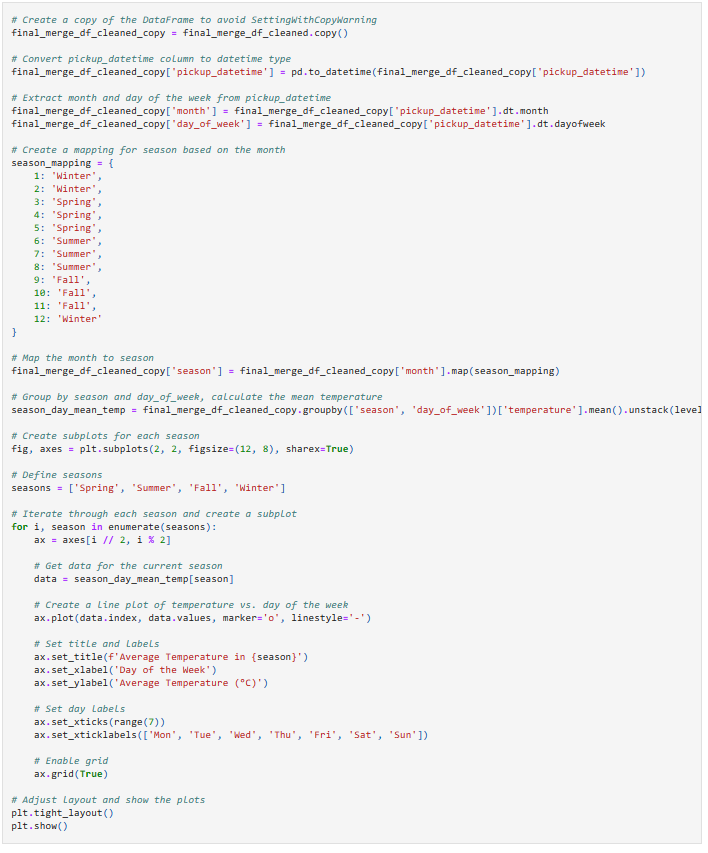 # Create a copy of the DataFrame to avoid SettingWithCopyWarning
final_merge_df_cleaned_copy = final_merge_df_cleaned.copy()

# Convert pickup_datetime column to datetime type
final_merge_df_cleaned_copy['pickup_datetime'] = pd.to_datetime(final_merge_df_cleaned_copy['pickup_datetime'])

# Extract month and day of the week from pickup_datetime
final_merge_df_cleaned_copy['month'] = final_merge_df_cleaned_copy['pickup_datetime'].dt.month
final_merge_df_cleaned_copy['day_of_week'] = final_merge_df_cleaned_copy['pickup_datetime'].dt.dayofweek

# Create a mapping for season based on the month
season_mapping = {
    1: 'Winter',
    2: 'Winter',
    3: 'Spring',
    4: 'Spring',
    5: 'Spring',
    6: 'Summer',
    7: 'Summer',
    8: 'Summer',
    9: 'Fall',
    10: 'Fall',
    11: 'Fall',
    12: 'Winter'
}

# Map the month to season
final_merge_df_cleaned_copy['season'] = final_merge_df_cleaned_copy['month'].map(season_mapping)

# Group by season and day_of_week, calculate the mean temperature
season_day_mean_temp = final_merge_df_cleaned_copy.groupby(['season', 'day_of_week'])['temperature'].mean().unstack(level

# Create subplots for each season
fig, axes = plt.subplots(2, 2, figsize=(12, 8), sharex=True)

# Define seasons
seasons = ['Spring', 'Summer', 'Fall', 'Winter']

# Iterate through each season and create a subplot
for i, season in enumerate(seasons):
    ax = axes[i // 2, i % 2]

    # Get data for the current season
    data = season_day_mean_temp[season]

    # Create a line plot of temperature vs. day of the week
    ax.plot(data.index, data.values, marker='o', linestyle='-')

    # Set title and labels
    ax.set_title(f'Average Temperature in {season}')
    ax.set_xlabel('Day of the Week')
    ax.set_ylabel('Average Temperature (°C)')

    # Set day labels
    ax.set_xticks(range(7))
    ax.set_xticklabels(['Mon', 'Tue', 'Wed', 'Thu', 'Fri', 'Sat', 'Sun'])

    # Enable grid
    ax.grid(True)

# Adjust layout and show the plots
plt.tight_layout()
plt.show()